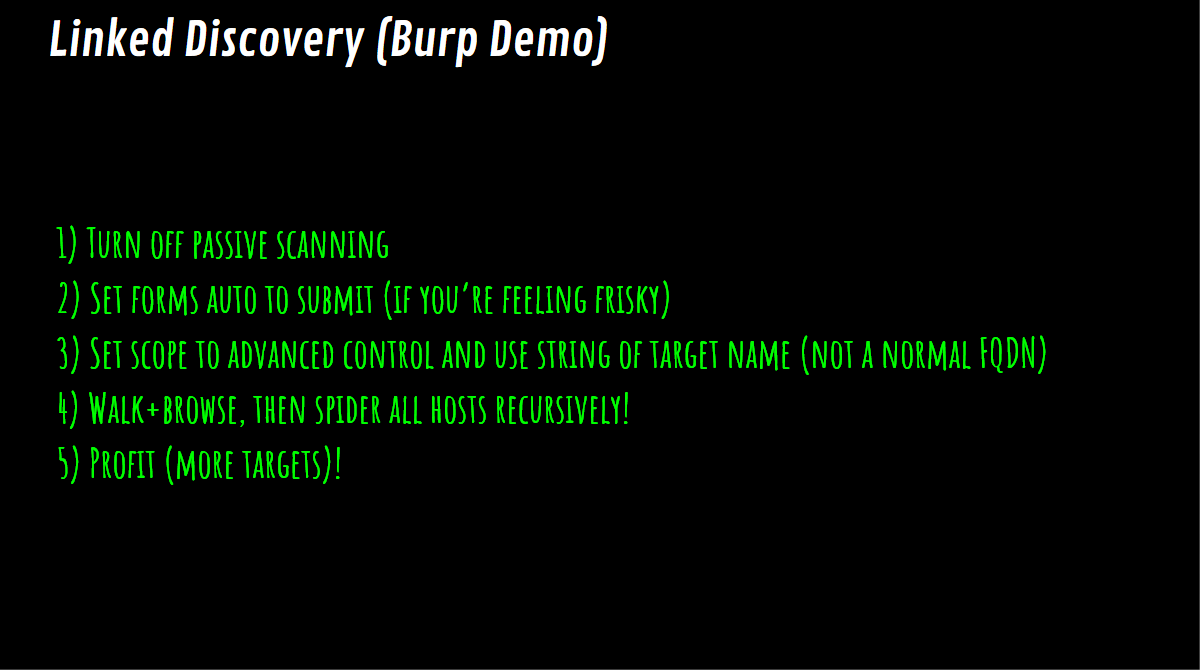 Linked Discovery (Burp Demo)
1) Turn off passive scanning
2) Set forms auto to submit (if you’re feeling frisky)
3) Set scope to advanced control and use string of target name (not a normal FQDN)
4) Walk+browse, then spider all hosts recursively!
5) Profit (more targets)!